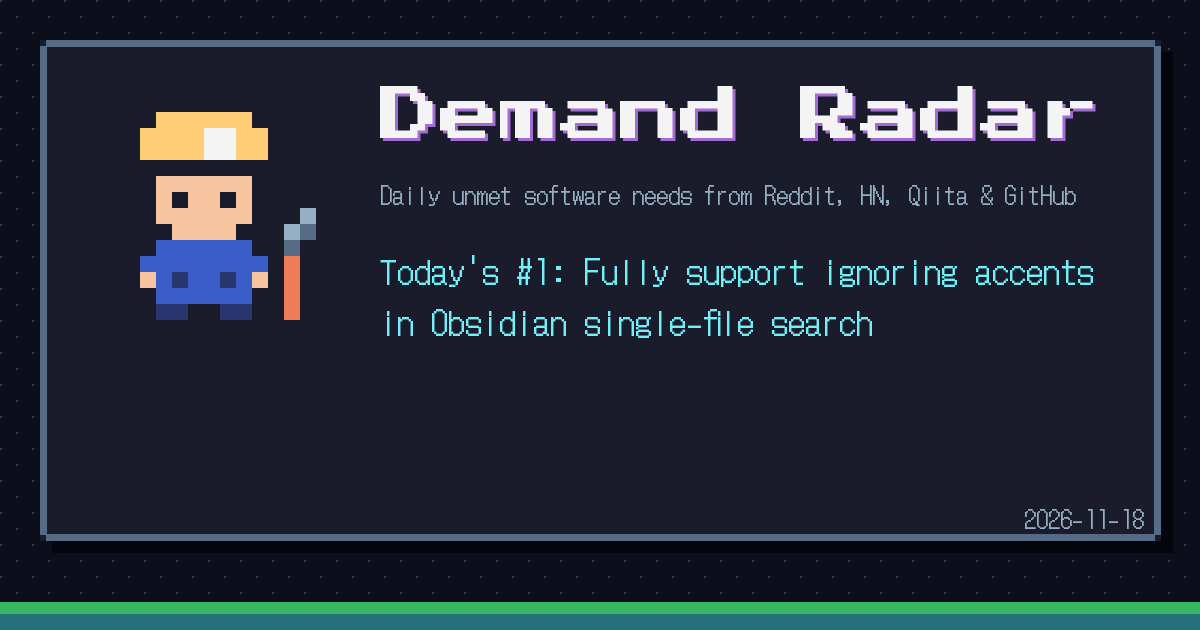 Demand Radar
Daily unmet software needs from Reddit, HN, Qiita & GitHub
Today's #1: Fully support ignoring accents
in Obsidian single-file search
2026-11-18